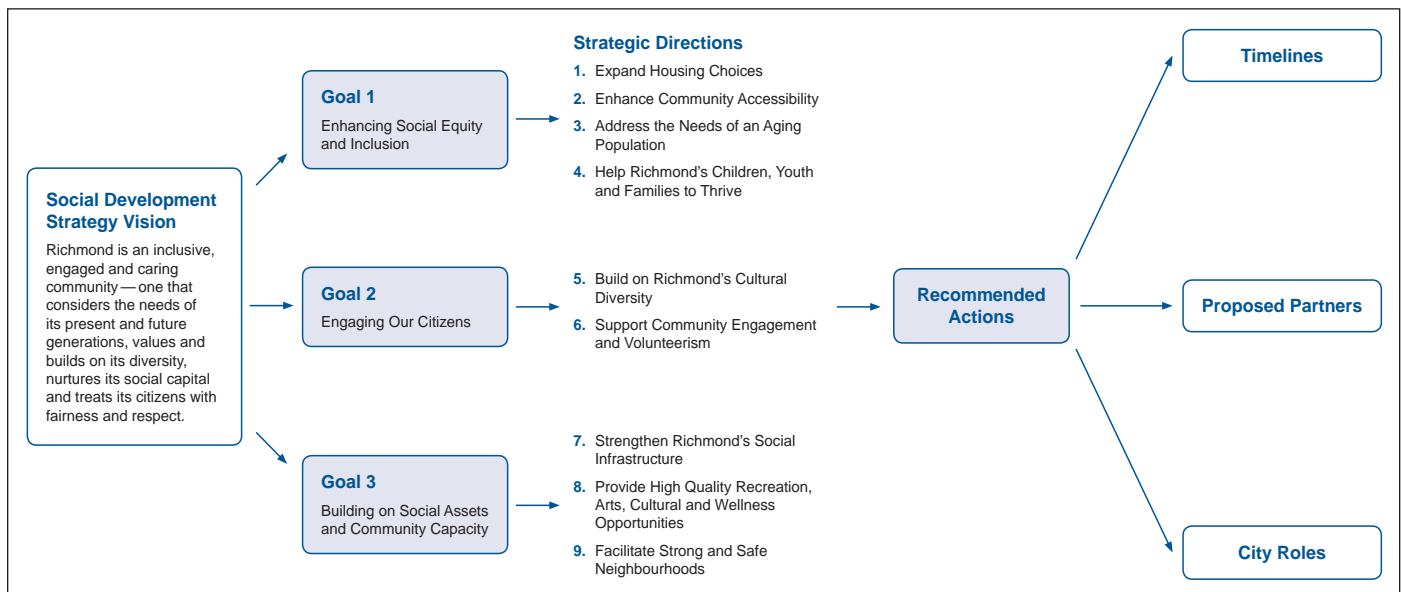 Social Development
Strategy Vision
Richmond is an inclusive,
engaged and caring
community — one that
considers the needs of
its present and future
generations, values and
builds on its diversity,
nurtures its social capital
and treats its citizens with
fairness and respect.
Goal 1
Enhancing Social Equity
and Inclusion
Goal 2
Engaging Our Citizens
Goal 3
Building on Social Assets
and Community Capacity
Strategic Directions
1. Expand Housing Choices
2. Enhance Community Accessibility
3. Address the Needs of an Aging
Population
4. Help Richmond’s Children, Youth
and Families to Thrive
5. Build on Richmond’s Cultural
Diversity
6. Support Community Engagement
and Volunteerism
7. Strengthen Richmond’s Social
Infrastructure
8. Provide High Quality Recreation,
Arts, Cultural and Wellness
Opportunities
9. Facilitate Strong and Safe
Neighbourhoods
Recommended
Actions
Timelines
Proposed Partners
City Roles